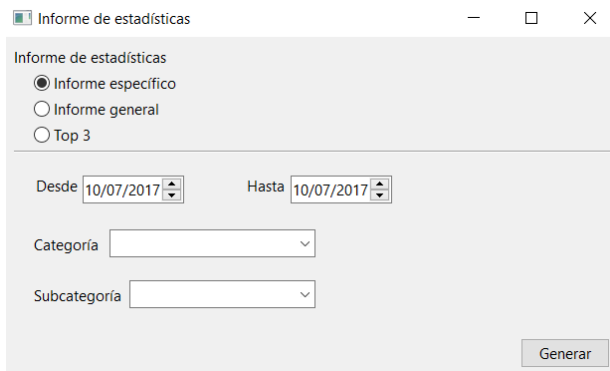 Informe de estadísticas
Informe de estadísticas
Informe específico
Informe general
Top 3
Desde 10/07/2017 Hasta 10/07/2017
Categoría
Subcategoría
Generar